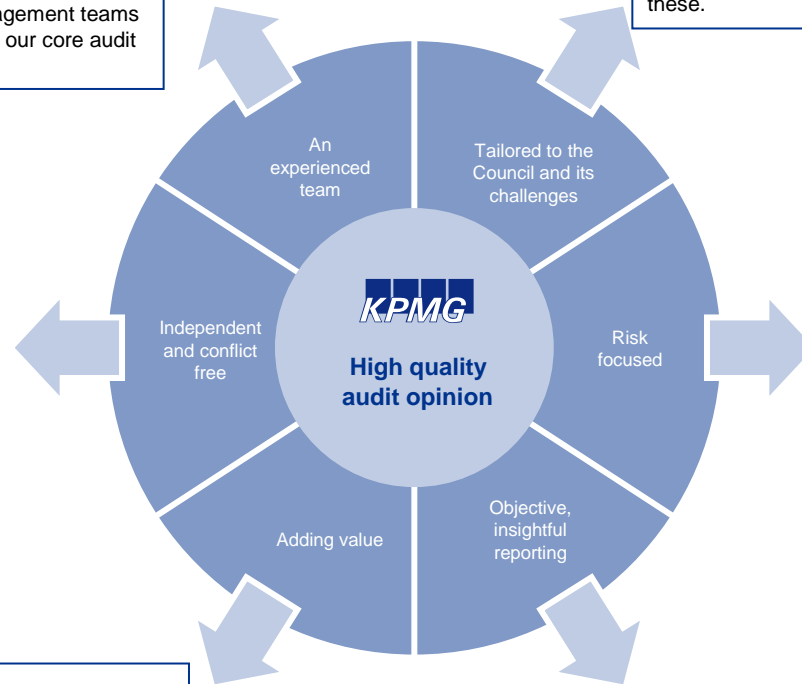 agement teams
our core audit
these.
An
experienced
team
Tailored to the
Council and its
challenges
Independent
and conflict
free
KPMG
High quality
audit opinion
Risk
focused
Adding value
Objective,
insightful
reporting